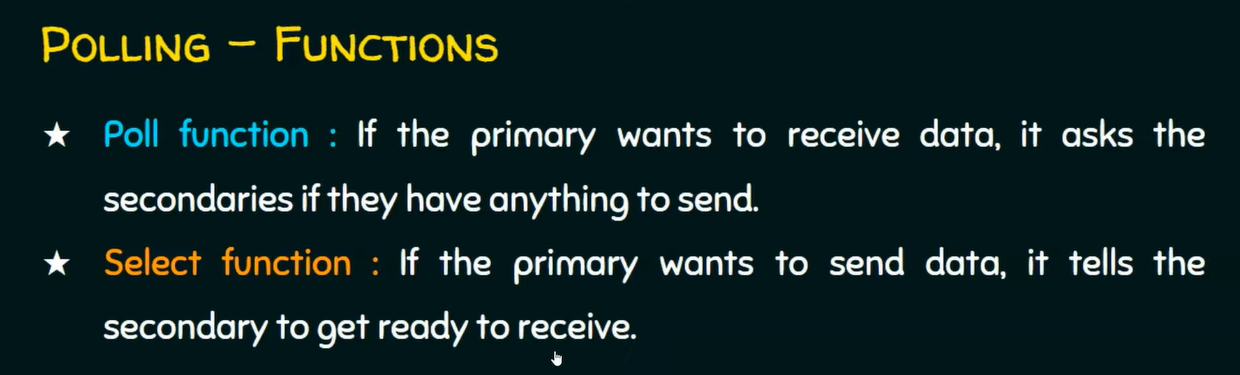 POLLING – FUNCTIONS
★ Poll function : If the primary wants to receive data, it asks the
secondaries if they have anything to send.
★ Select function : If the primary wants to send data, it tells the
secondary to get ready to receive.